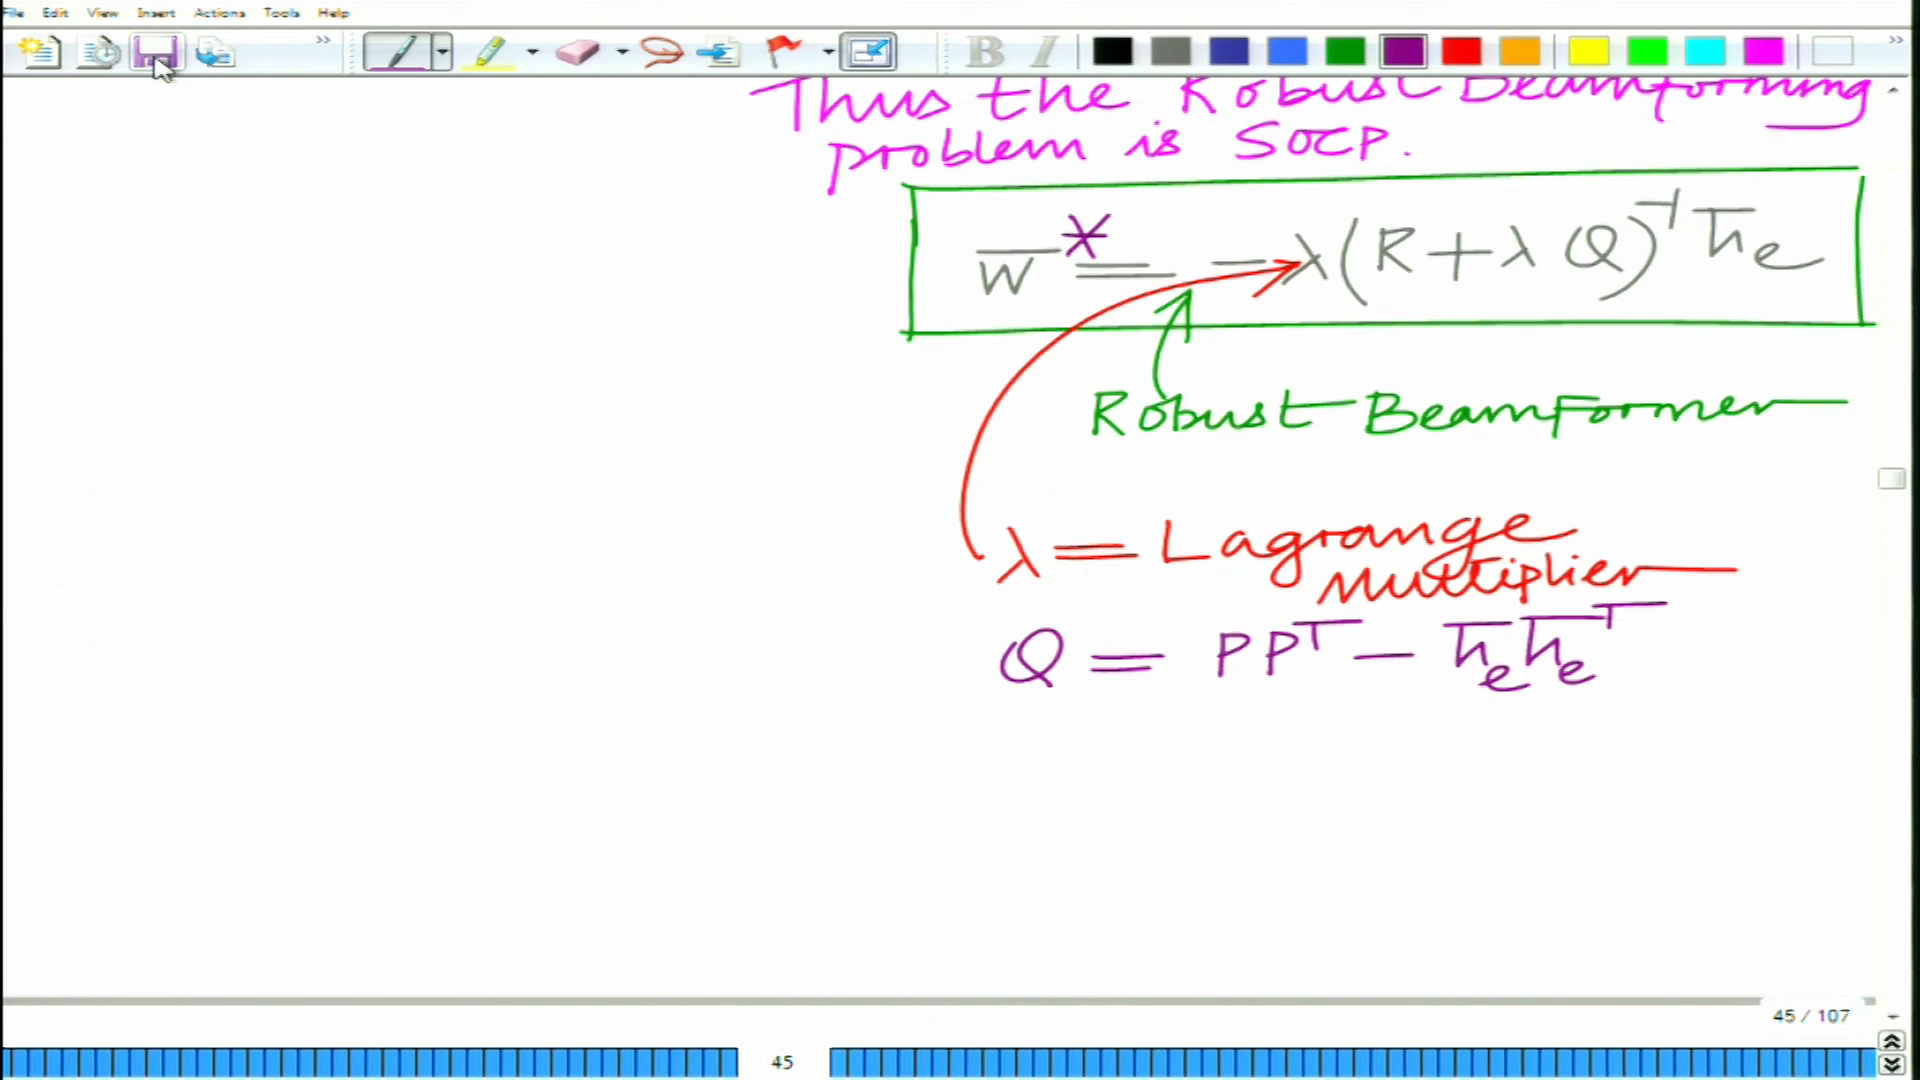 File Edit View Insert Actions Tools Help
B I
Thus the Robust Beamforming
problem is SOCP.
w̅* = -λ(R+λQ)⁻¹ h̅e
Robust Beamformer
λ = Lagrange
Multiplier
Q = PPᵀ - h̅e h̅eᵀ
45 / 107
45